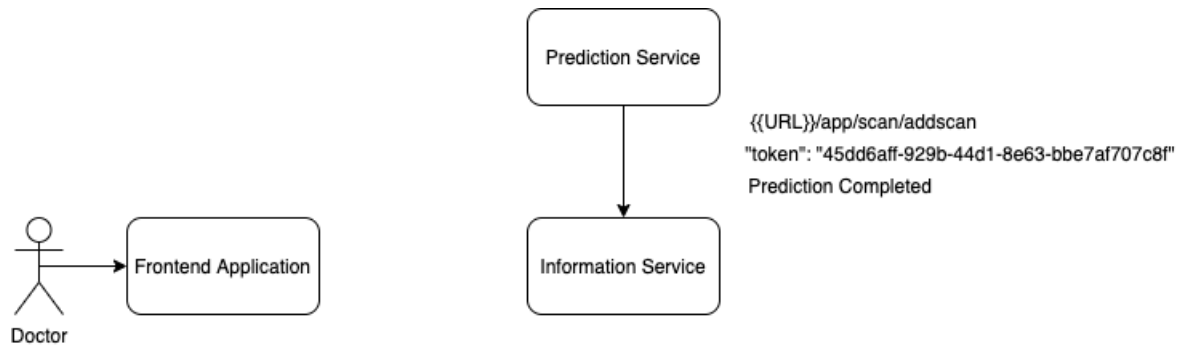 Prediction Service
{{URL}}/app/scan/addscan
"token": "45dd6aff-929b-44d1-8e63-bbe7af707c8f"
Prediction Completed
Frontend Application
Information Service
Doctor